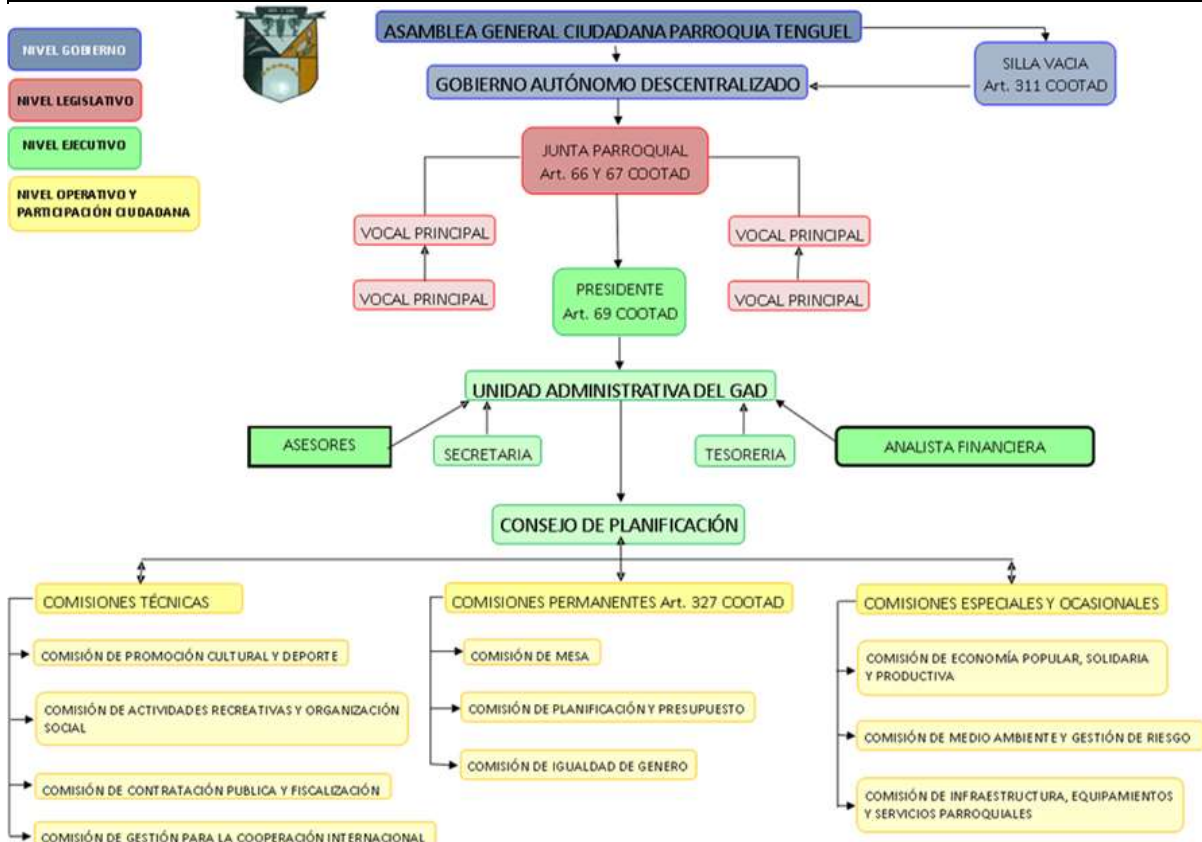 NIVEL GOBIERNO
NIVEL LEGISLATIVO
NIVEL EJECUTIVO
NIVEL OPERATIVO Y
PARTICIPACIÓN CIUDADANA
ASAMBLEA GENERAL CIUDADANA PARROQUIA TENGUEL
SILLA VACIA
Art. 311 COOTAD
GOBIERNO AUTÓNOMO DESCENTRALIZADO
JUNTA PARROQUIAL
Art. 66 Y 67 COOTAD
VOCAL PRINCIPAL
VOCAL PRINCIPAL
VOCAL PRINCIPAL
VOCAL PRINCIPAL
PRESIDENTE
Art. 69 COOTAD
UNIDAD ADMINISTRATIVA DEL GAD
ASESORES
SECRETARIA
TESORERIA
ANALISTA FINANCIERA
CONSEJO DE PLANIFICACIÓN
COMISIONES TÉCNICAS
COMISIÓN DE PROMOCIÓN CULTURAL Y DEPORTE
COMISIÓN DE ACTIVIDADES RECREATIVAS Y ORGANIZACIÓN
SOCIAL
COMISIÓN DE CONTRATACIÓN PUBLICA Y FISCALIZACIÓN
COMISIÓN DE GESTIÓN PARA LA COOPERACIÓN INTERNACIONAL
COMISIONES PERMANENTES Art. 327 COOTAD
COMISIÓN DE MESA
COMISIÓN DE PLANIFICACIÓN Y PRESUPUESTO
COMISIÓN DE IGUALDAD DE GENERO
COMISIONES ESPECIALES Y OCASIONALES
COMISIÓN DE ECONOMÍA POPULAR, SOLIDARIA
Y PRODUCTIVA
COMISIÓN DE MEDIO AMBIENTE Y GESTIÓN DE RIESGO
COMISIÓN DE INFRAESTRUCTURA, EQUIPAMIENTOS
Y SERVICIOS PARROQUIALES